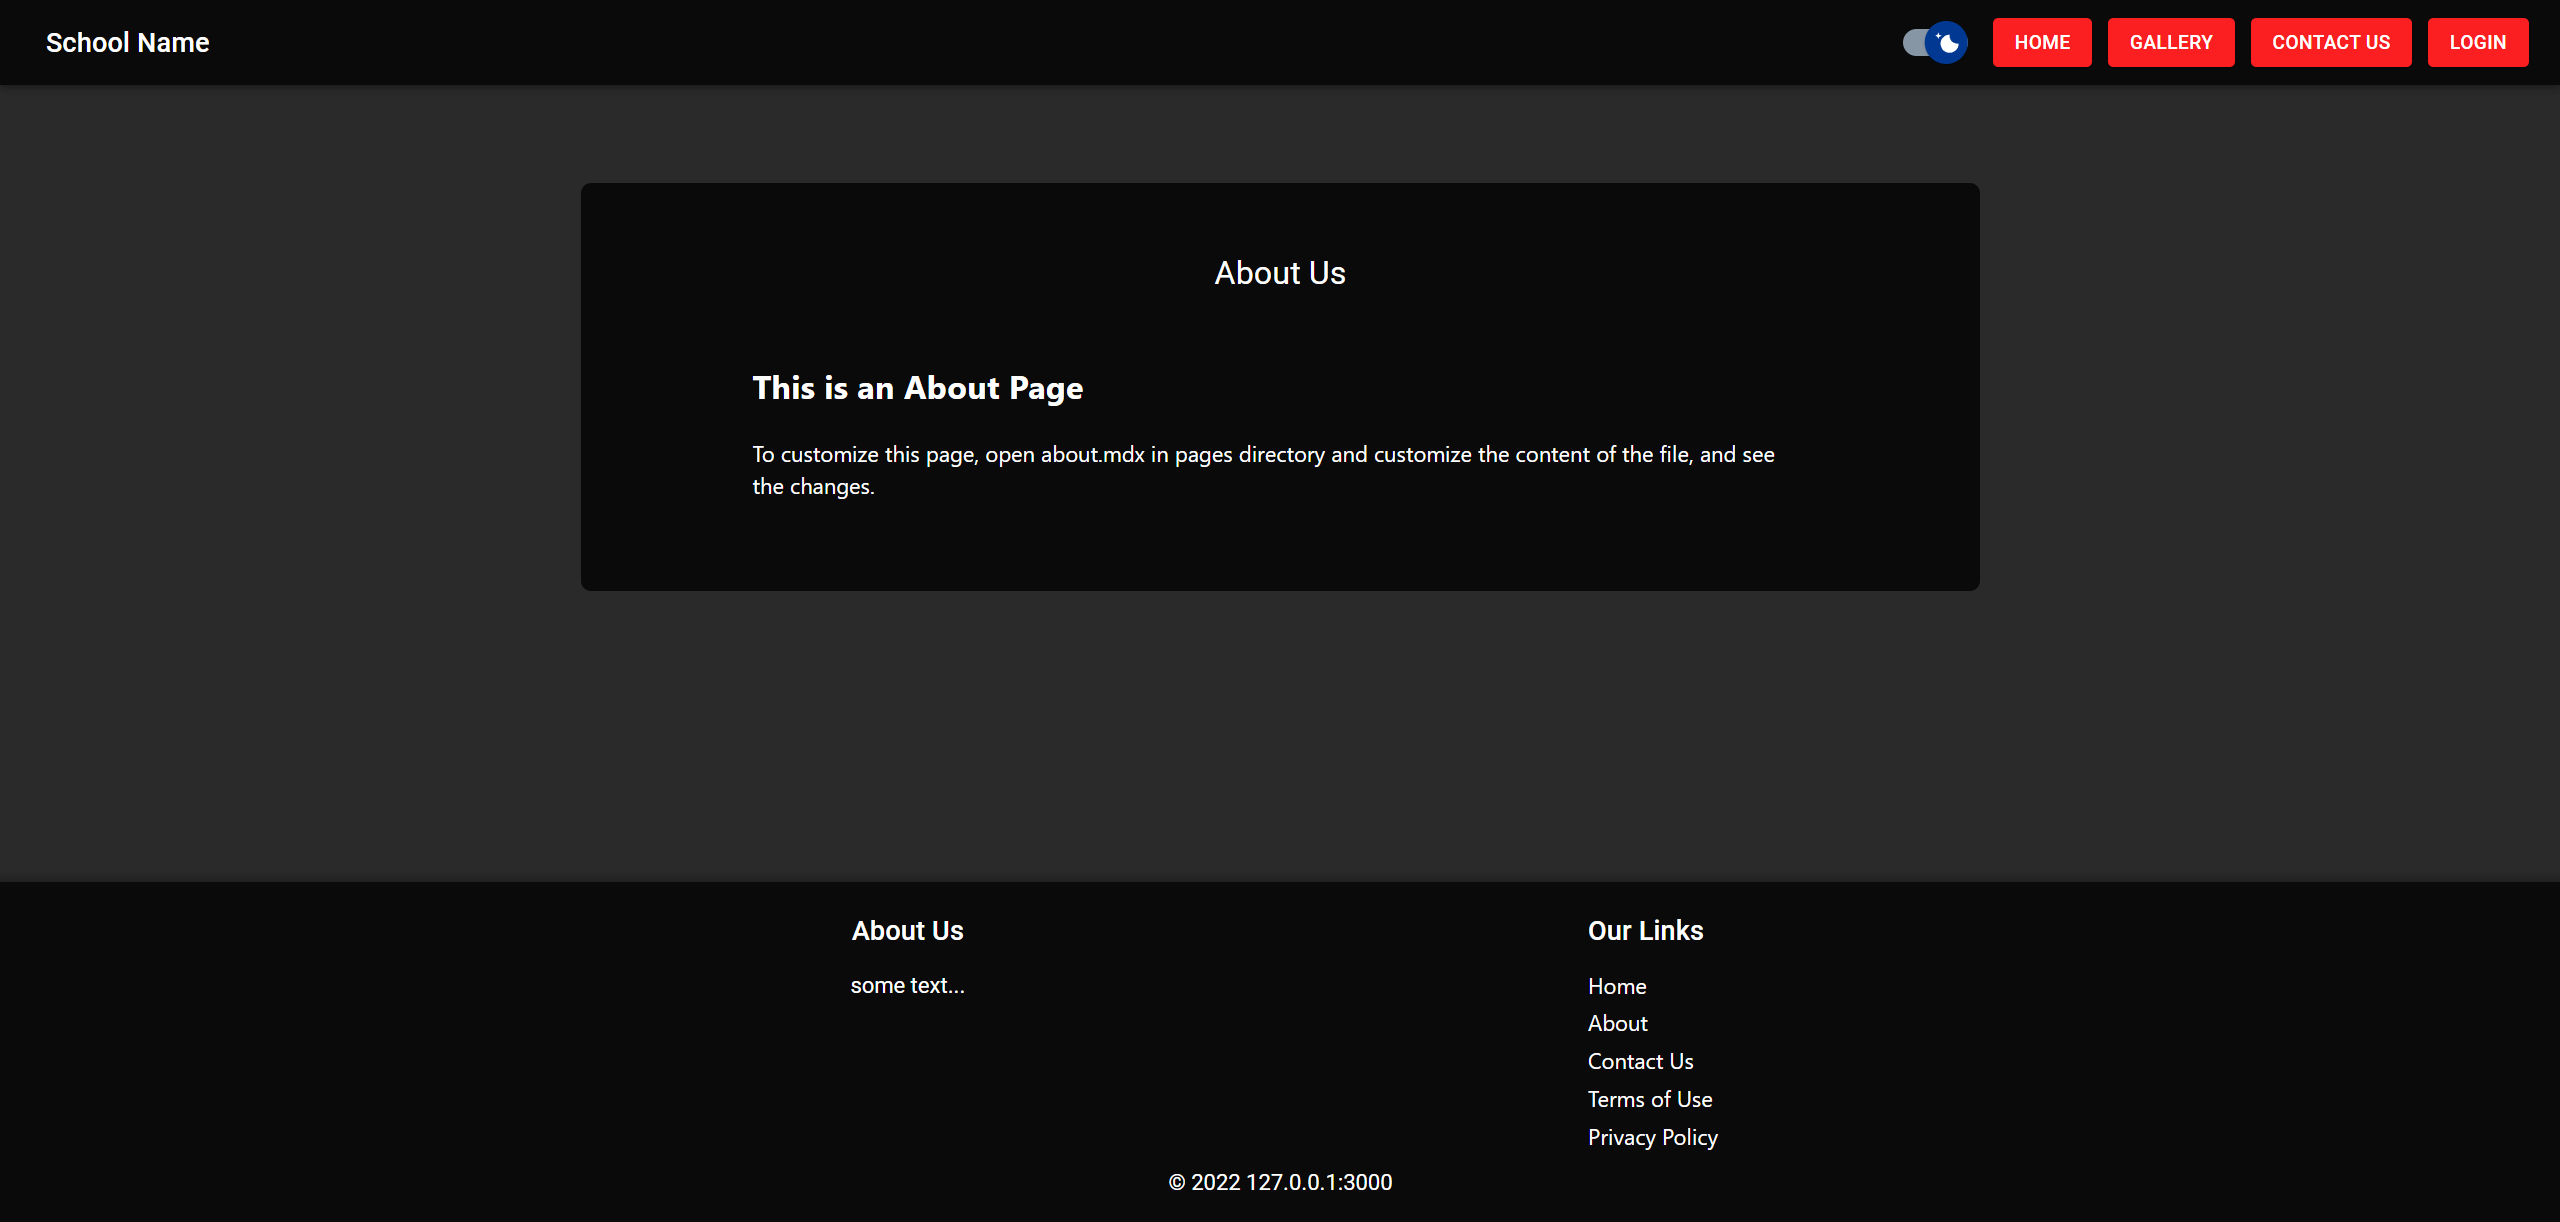 School Name
HOME
GALLERY
CONTACT US
LOGIN
About Us
This is an About Page
To customize this page, open about.mdx in pages directory and customize the content of the file, and see
the changes.
About Us
some text...
Our Links
Home
About
Contact Us
Terms of Use
Privacy Policy
© 2022 127.0.0.1:3000